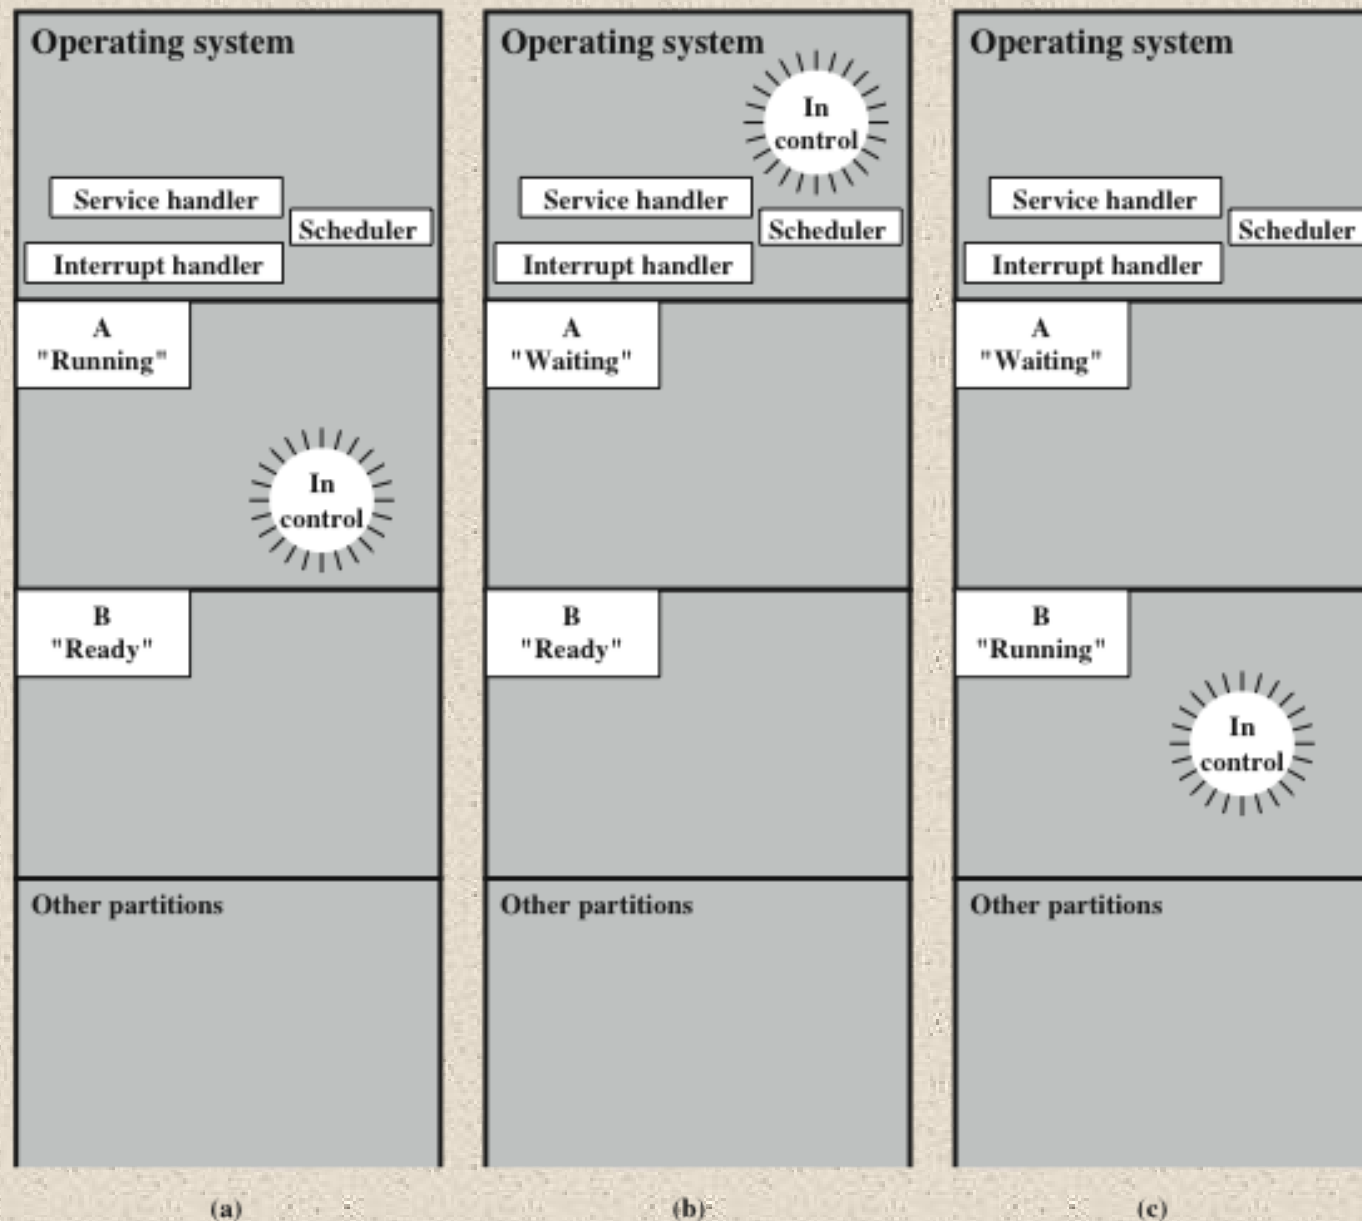 Operating system
In
control
Service handler
Scheduler
Interrupt handler
A
"Running"
In
control
B
"Ready"
Other partitions
(a)
Operating system
In
control
Service handler
Scheduler
Interrupt handler
A
"Waiting"
B
"Ready"
Other partitions
(b)
Operating system
Service handler
Scheduler
Interrupt handler
A
"Waiting"
B
"Running"
In
control
Other partitions
(c)